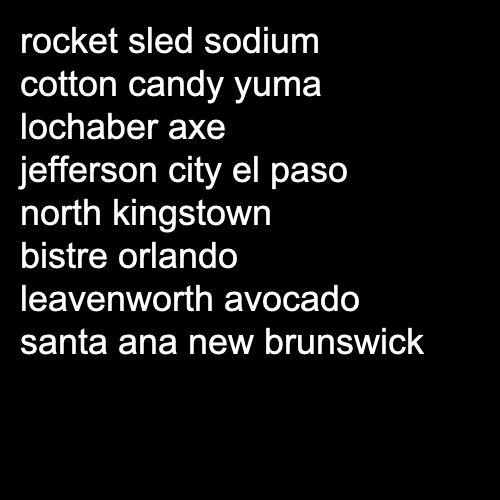 rocket sled sodium
cotton candy yuma
lochaber axe
jefferson city el paso
north kingstown
bistre orlando
leavenworth avocado
santa ana new brunswick